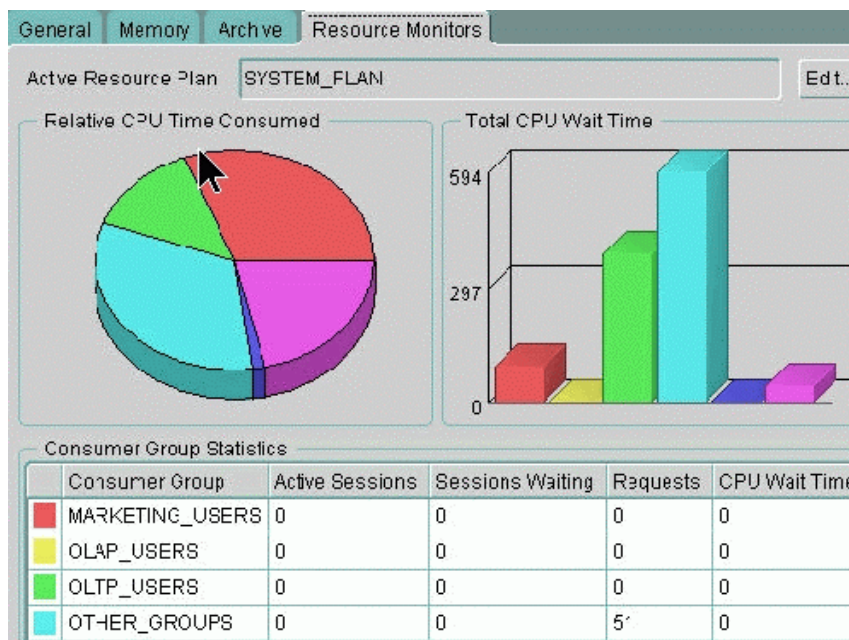 General Memory Archive Resource Monitors
Active Resource Plan SYSTEM_PLAN Edit..
Relative CPU Time Consumed
Total CPU Wait Time
594
297
0
Consumer Group Statistics
Consumer Group Active Sessions Sessions Waiting Requests CPU Wait Time
MARKETING_USERS 0 0 0 0
OLAP_USERS 0 0 0 0
OLTP_USERS 0 0 0 0
OTHER_GROUPS 0 0 51 0